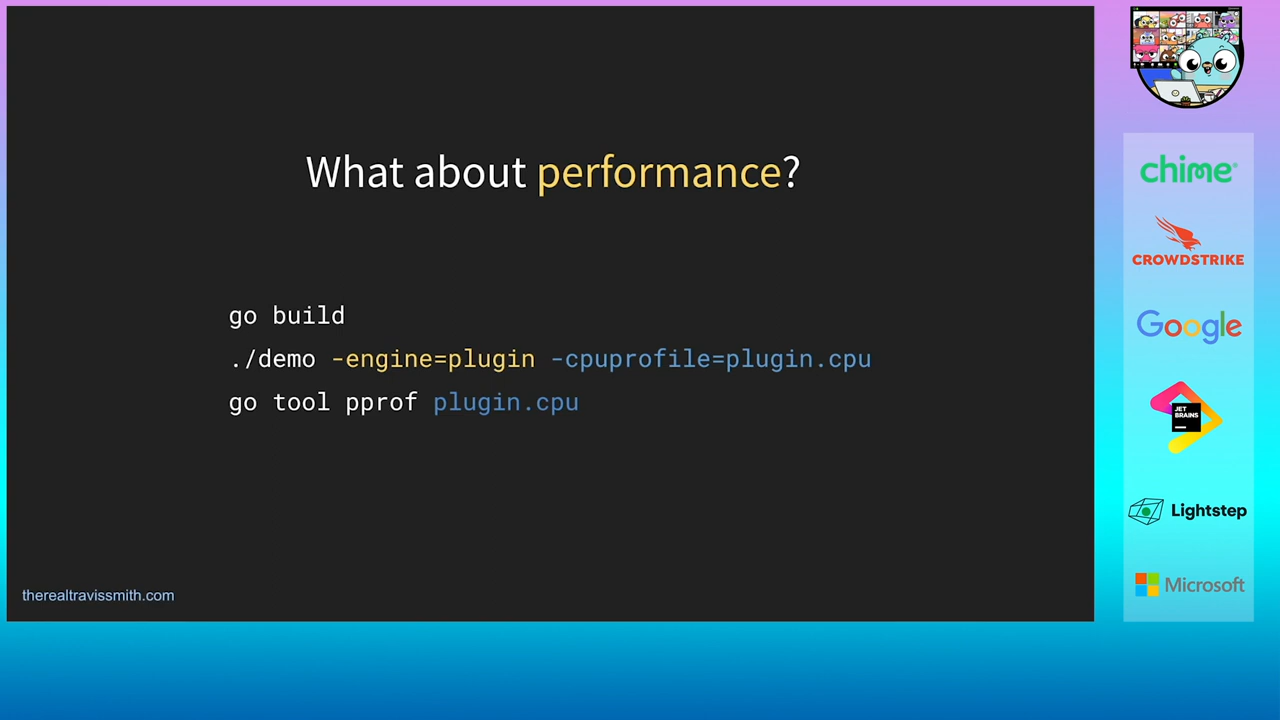 What about performance?
go build
./demo -engine=plugin -cpuprofile=plugin.cpu
go tool pprof plugin.cpu
therealtravissmith.com
chime
CROWDSTRIKE
Google
JET
BRAINS
Lightstep
Microsoft